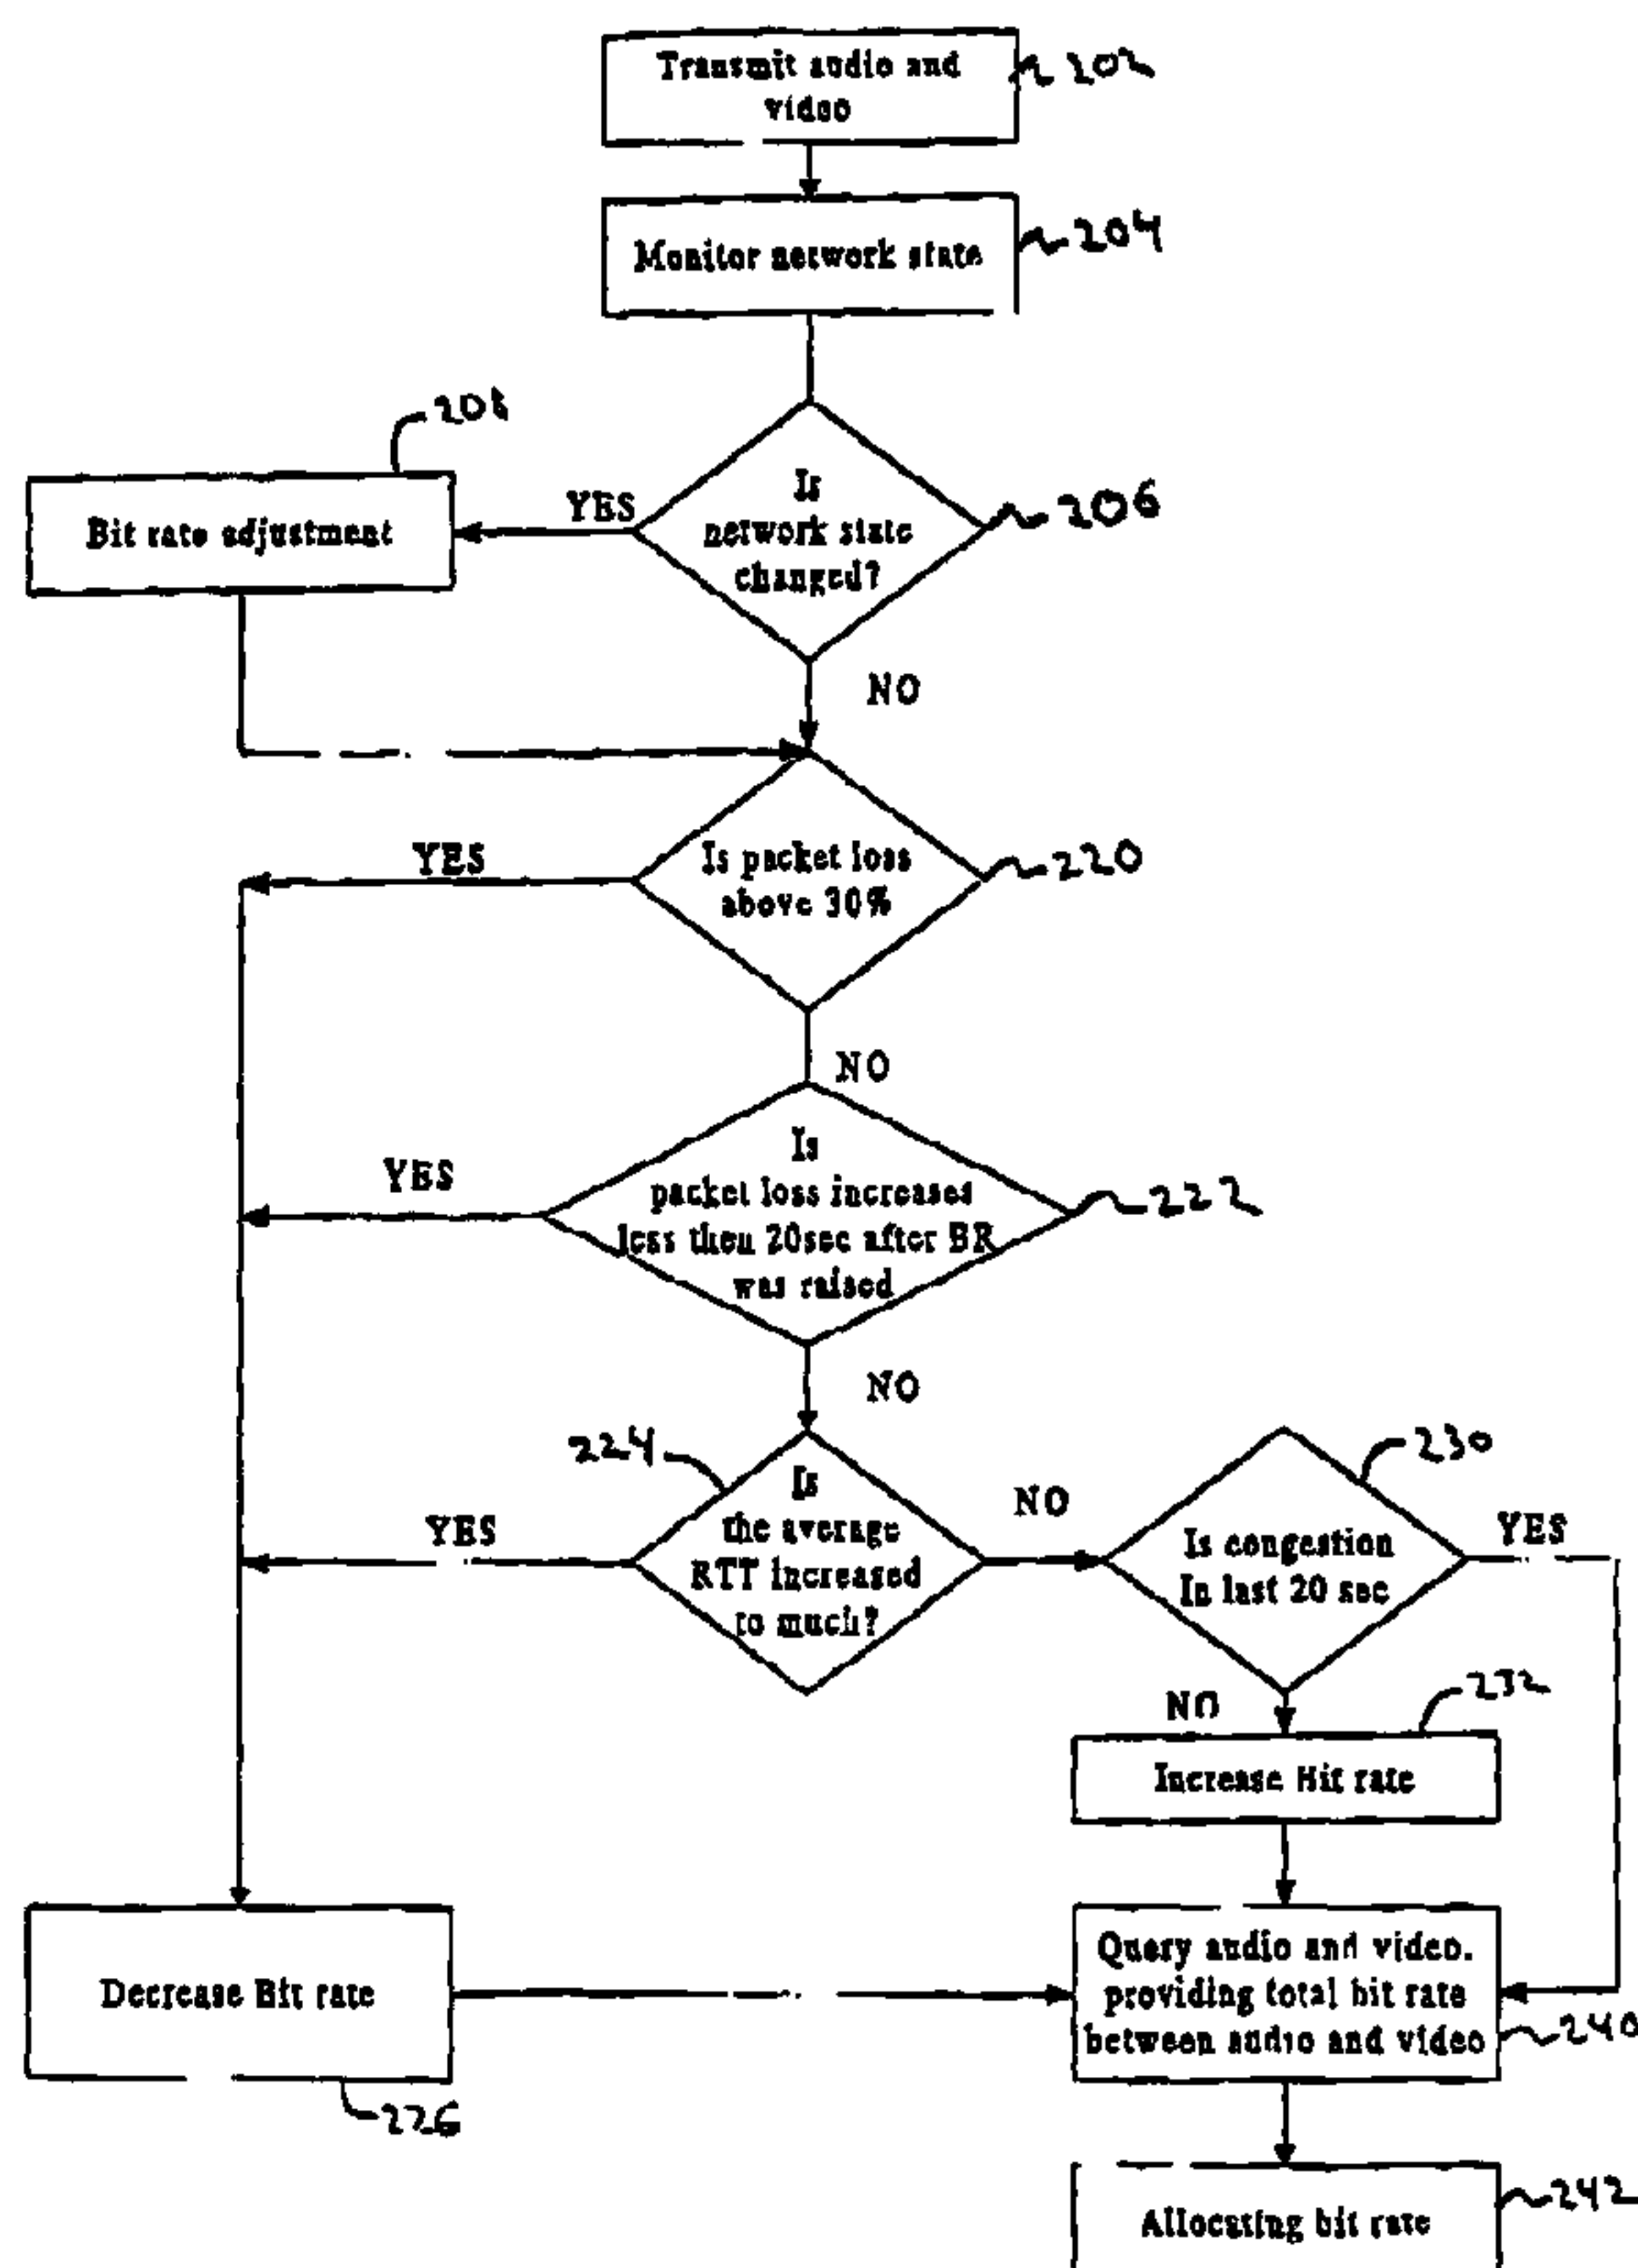 Transmit audio and
video
202
Monitor network state
204
208
Bit rate adjustment
YES
Is
network state
changed?
206
NO
YES
Is packet loss
above 30%
220
NO
YES
Is
packet loss increases
less then 20sec after BR
was raised
222
NO
224
YES
Is
the average
RTT increased
to much?
NO
230
Is congestion
In last 20 sec
YES
NO
232
Increase Bit rate
Decrease Bit rate
226
Query audio and video.
providing total bit rate
between audio and video
240
Allocating bit rate
242